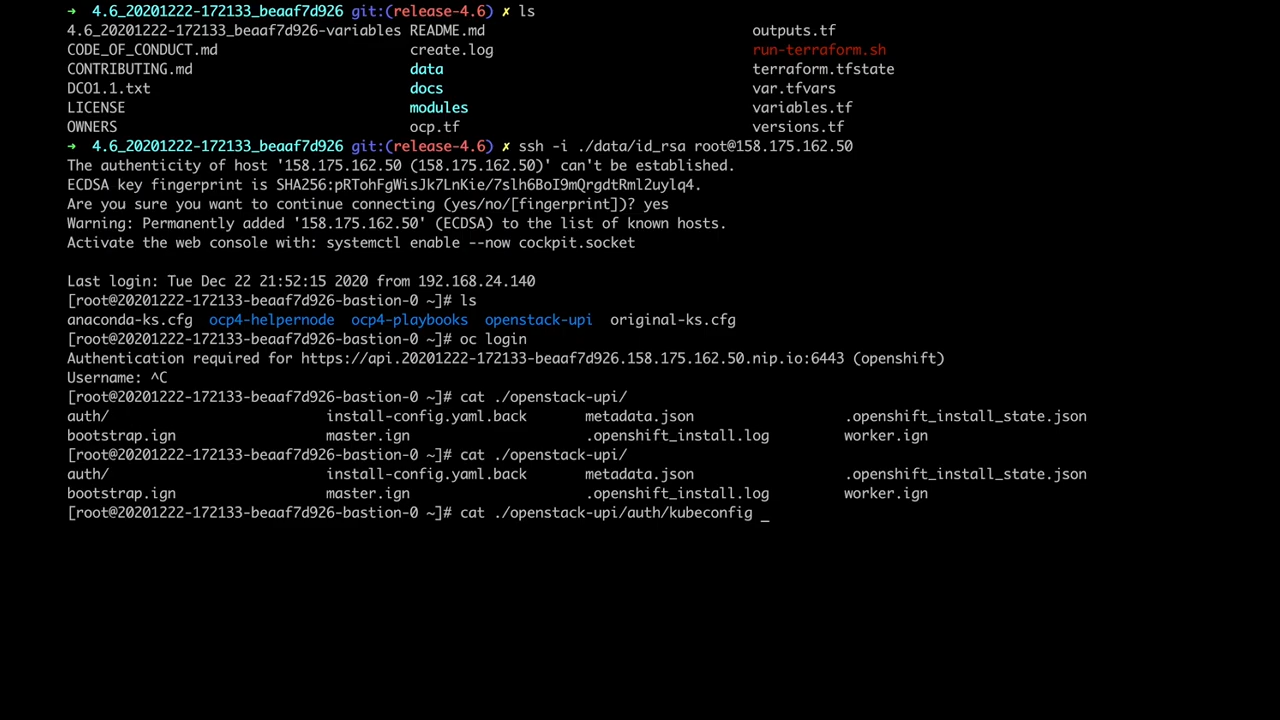 ➜ 4.6_20201222-172133_beaaf7d926 git:(release-4.6) ✗ ls
4.6_20201222-172133_beaaf7d926-variables README.md outputs.tf
CODE_OF_CONDUCT.md create.log run-terraform.sh
CONTRIBUTING.md data terraform.tfstate
DCO1.1.txt docs var.tfvars
LICENSE modules variables.tf
OWNERS ocp.tf versions.tf
➜ 4.6_20201222-172133_beaaf7d926 git:(release-4.6) ✗ ssh -i ./data/id_rsa root@158.175.162.50
The authenticity of host '158.175.162.50 (158.175.162.50)' can't be established.
ECDSA key fingerprint is SHA256:pRTohFgWisJk7LnKie/7slh6BoI9mQrgdtRml2uylq4.
Are you sure you want to continue connecting (yes/no/[fingerprint])? yes
Warning: Permanently added '158.175.162.50' (ECDSA) to the list of known hosts.
Activate the web console with: systemctl enable --now cockpit.socket
Last login: Tue Dec 22 21:52:15 2020 from 192.168.24.140
[root@20201222-172133-beaaf7d926-bastion-0 ~]# ls
anaconda-ks.cfg ocp4-helpernode ocp4-playbooks openstack-upi original-ks.cfg
[root@20201222-172133-beaaf7d926-bastion-0 ~]# oc login
Authentication required for https://api.20201222-172133-beaaf7d926.158.175.162.50.nip.io:6443 (openshift)
Username: ^C
[root@20201222-172133-beaaf7d926-bastion-0 ~]# cat ./openstack-upi/
auth/ install-config.yaml.back metadata.json .openshift_install_state.json
bootstrap.ign master.ign .openshift_install.log worker.ign
[root@20201222-172133-beaaf7d926-bastion-0 ~]# cat ./openstack-upi/
auth/ install-config.yaml.back metadata.json .openshift_install_state.json
bootstrap.ign master.ign .openshift_install.log worker.ign
[root@20201222-172133-beaaf7d926-bastion-0 ~]# cat ./openstack-upi/auth/kubeconfig _